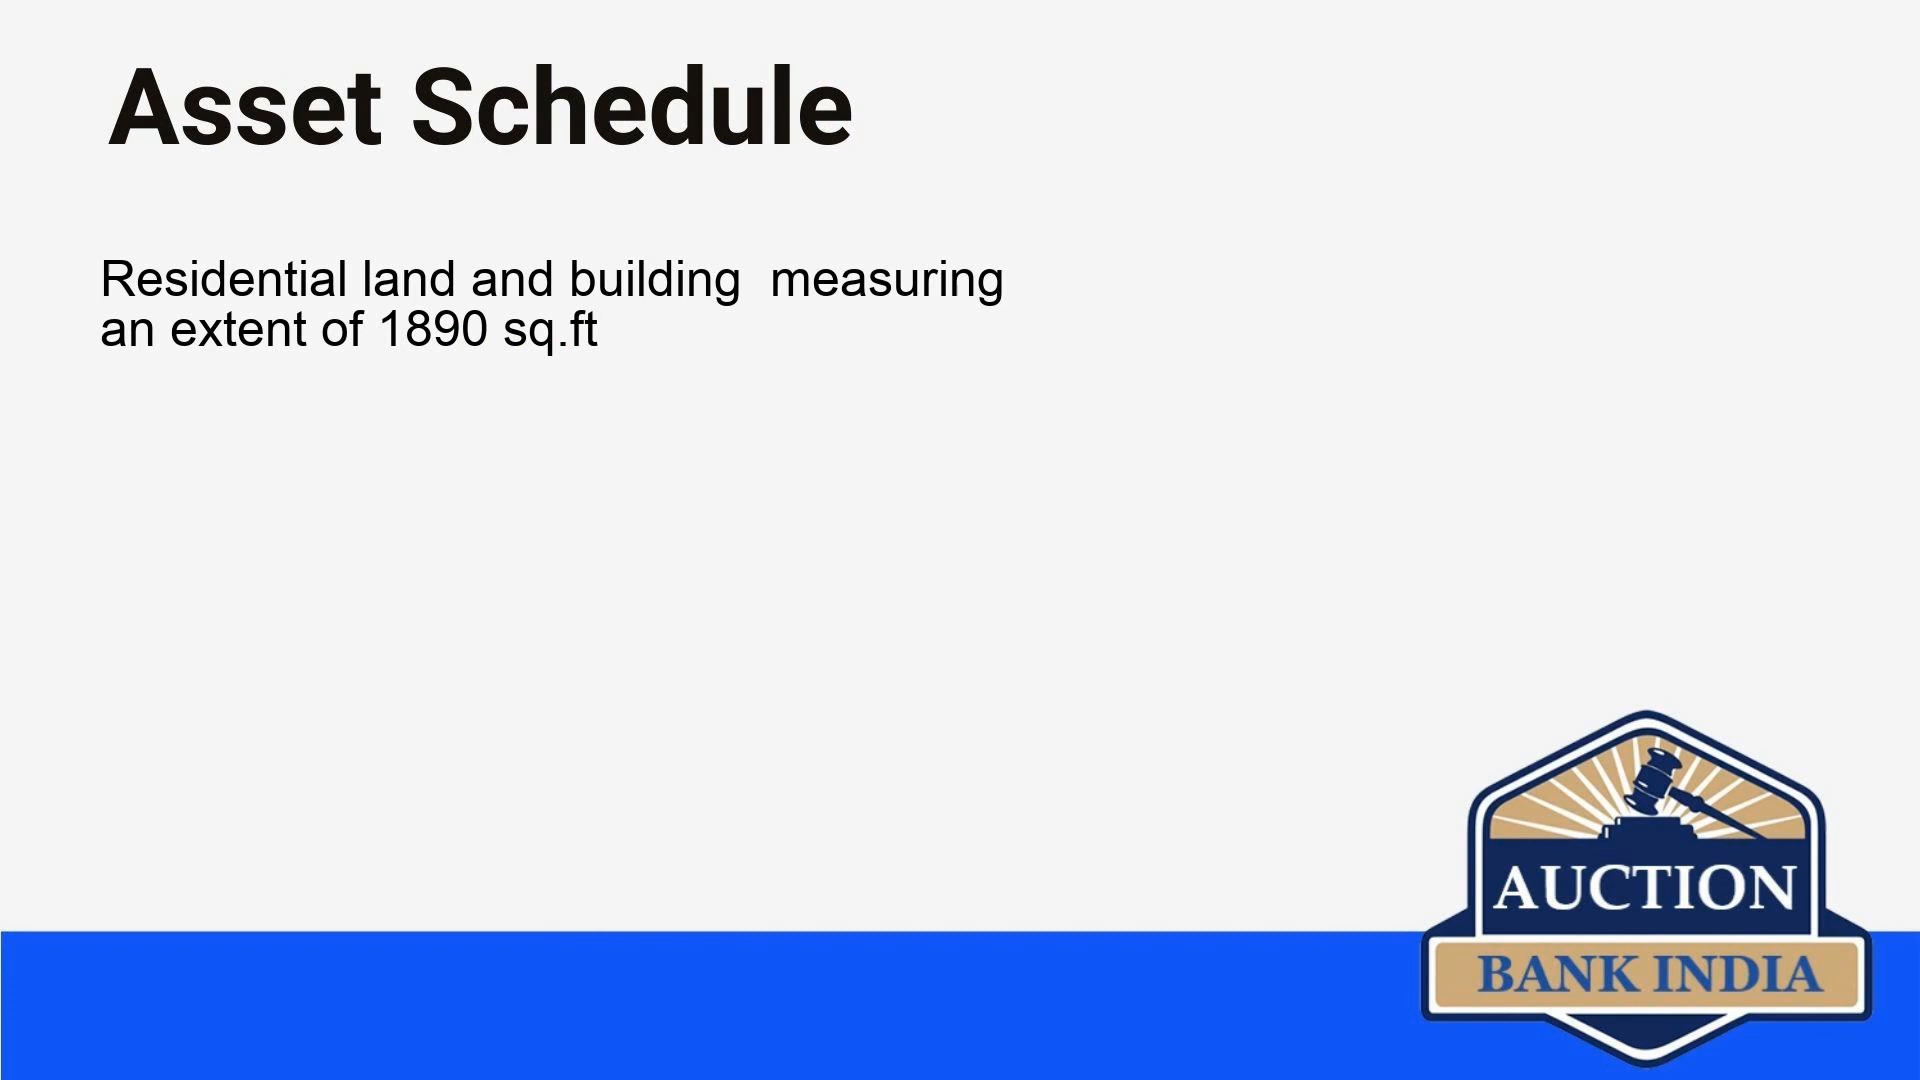 Asset Schedule
Residential land and building  measuring
an extent of 1890 sq.ft
AUCTION
BANK INDIA